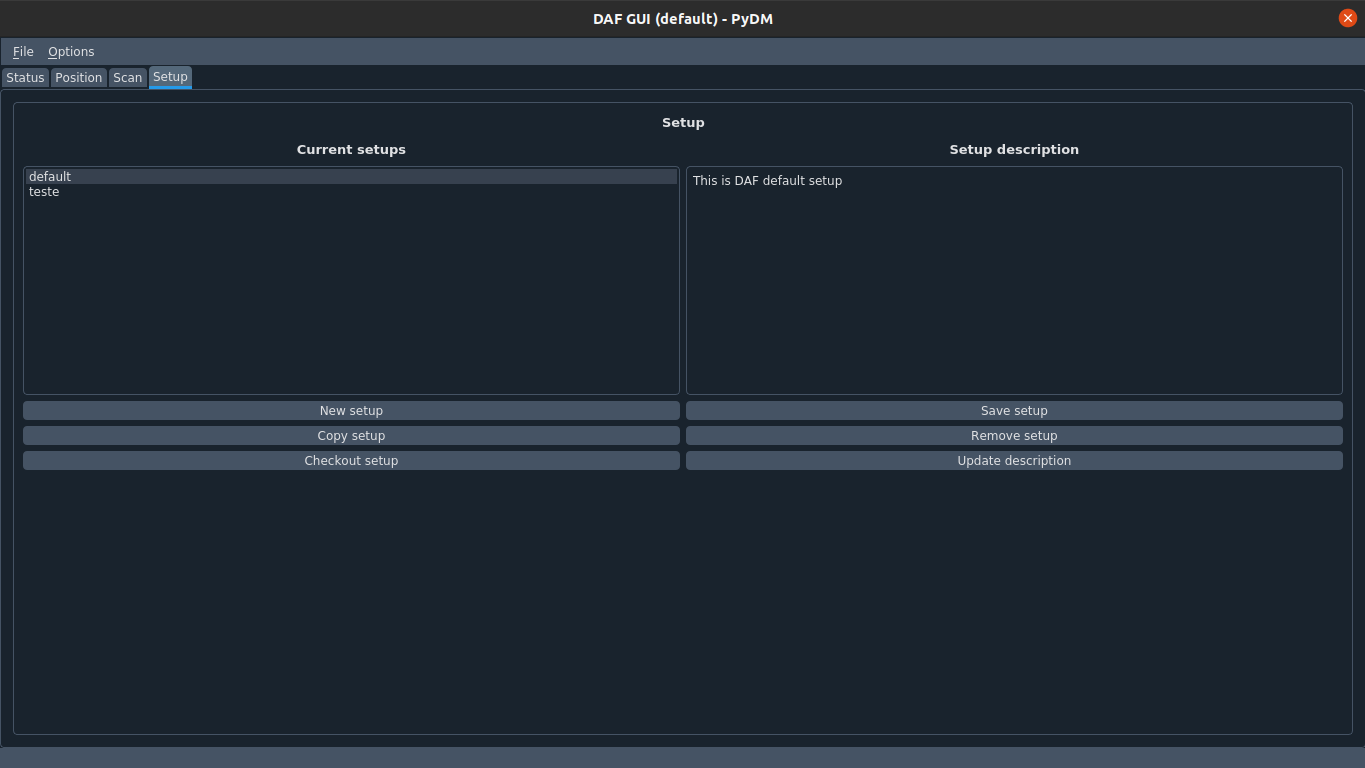 DAF GUI (default) - PyDM
File Options
Status Position Scan Setup
Setup
Current setups
Setup description
default
teste
This is DAF default setup
New setup
Save setup
Copy setup
Remove setup
Checkout setup
Update description